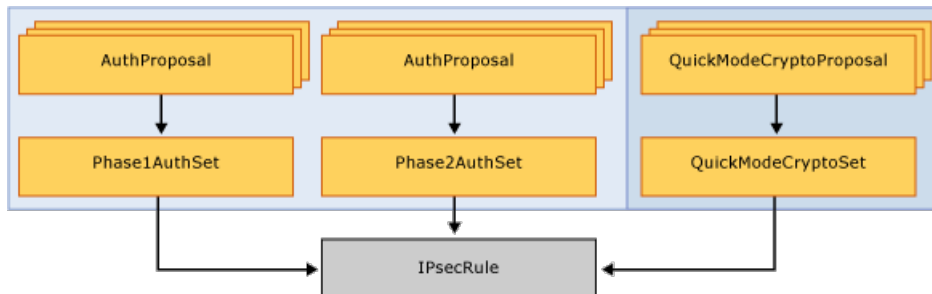 AuthProposal
AuthProposal
QuickModeCryptoProposal
Phase1AuthSet
Phase2AuthSet
QuickModeCryptoSet
IPsecRule